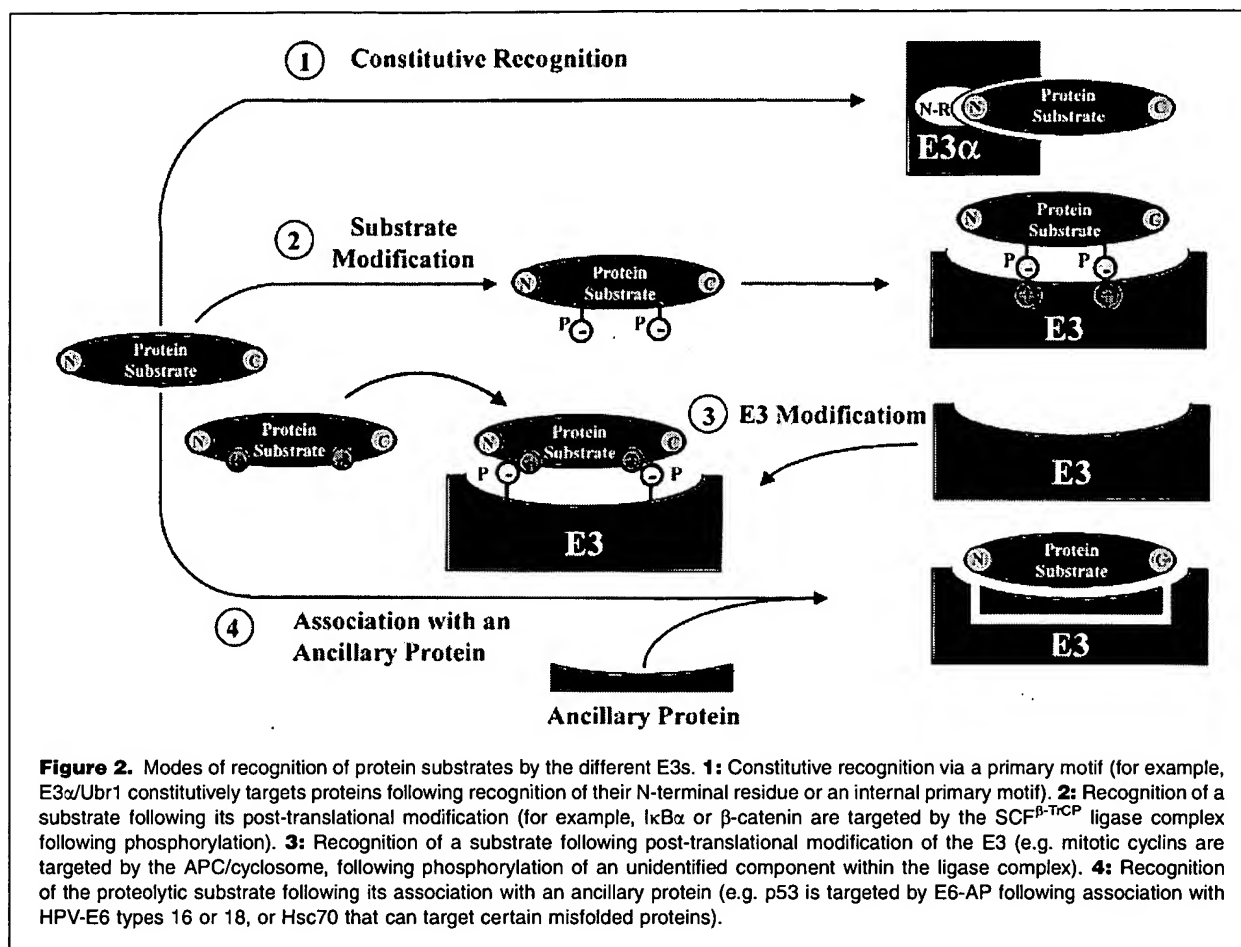 1 Constitutive Recognition
N-R N Protein Substrate C
E3α
2 Substrate Modification
N Protein Substrate C
P - P -
N Protein Substrate G
P - P -
+ +
E3
N Protein Substrate G
N Protein Substrate C
N Protein Substrate C
P - - P
E3
3 E3 Modificatiom
E3
4 Association with an
Ancillary Protein
Ancillary Protein
N Protein Substrate G
E3
Figure 2. Modes of recognition of protein substrates by the different E3s. 1: Constitutive recognition via a primary motif (for example,
E3α/Ubr1 constitutively targets proteins following recognition of their N-terminal residue or an internal primary motif). 2: Recognition of a
substrate following its post-translational modification (for example, IκBα or β-catenin are targeted by the SCFβ-TrCP ligase complex
following phosphorylation). 3: Recognition of a substrate following post-translational modification of the E3 (e.g. mitotic cyclins are
targeted by the APC/cyclosome, following phosphorylation of an unidentified component within the ligase complex). 4: Recognition
of the proteolytic substrate following its association with an ancillary protein (e.g. p53 is targeted by E6-AP following association with
HPV-E6 types 16 or 18, or Hsc70 that can target certain misfolded proteins).